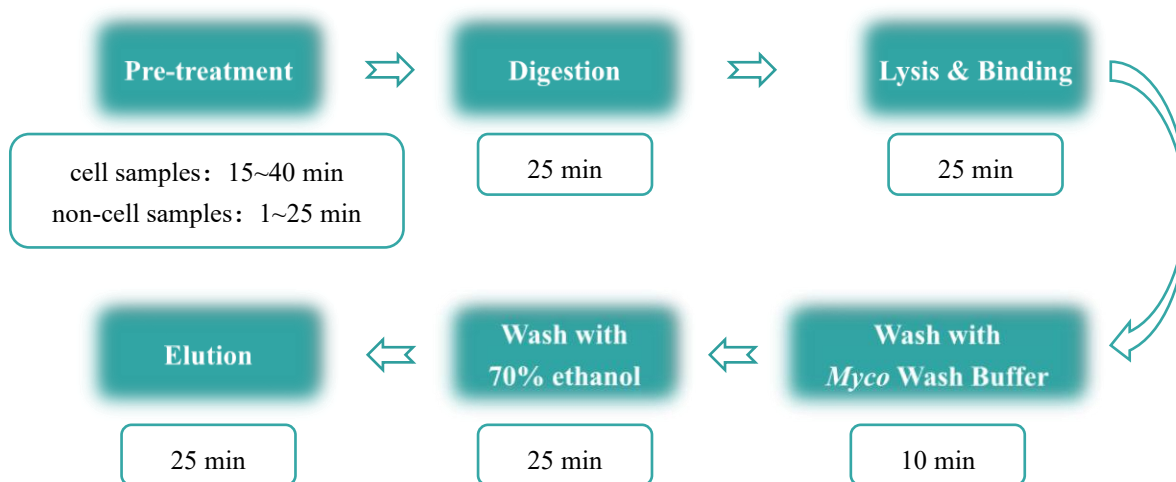 Pre-treatment
cell samples：15~40 min
non-cell samples：1~25 min
Digestion
25 min
Lysis & Binding
25 min
Wash with
Myco Wash Buffer
10 min
Wash with
70% ethanol
25 min
Elution
25 min